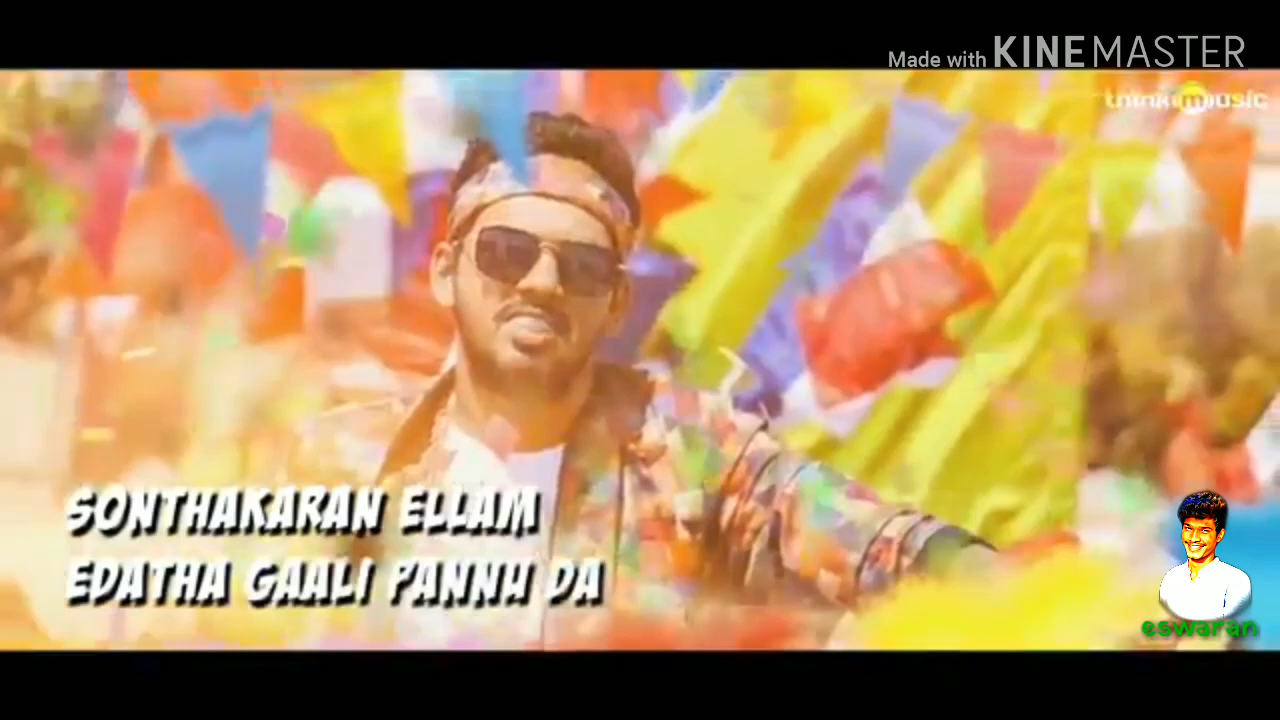 Made with KINEMASTER
think music
SONTHAKARAN ELLAM
EDATHA GAALI PANNU DA
eswaran